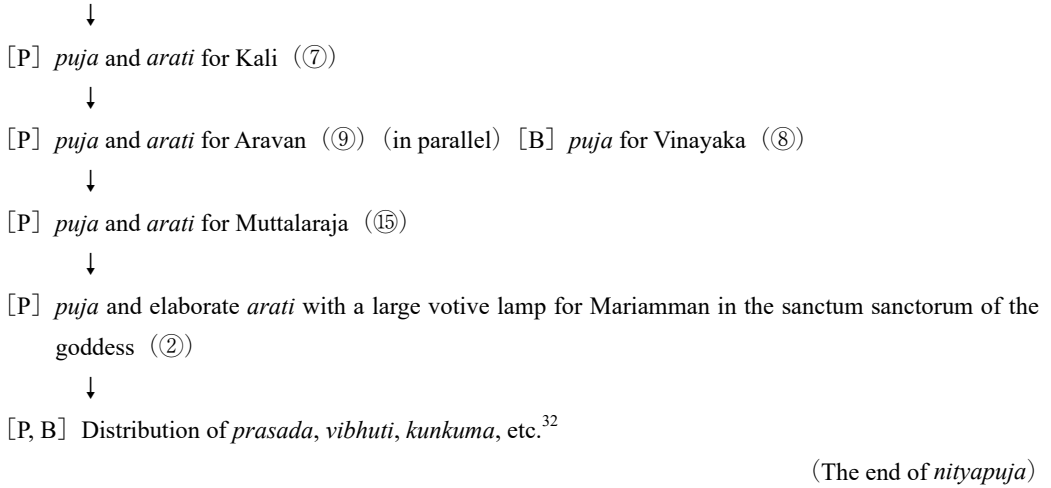 ↓
［P］ puja and arati for Kali （⑦）
↓
［P］ puja and arati for Aravan （⑨）（in parallel）［B］ puja for Vinayaka （⑧）
↓
［P］ puja and arati for Muttalaraja （⑮）
↓
［P］ puja and elaborate arati with a large votive lamp for Mariamman in the sanctum sanctorum of the
goddess （②）
↓
［P, B］ Distribution of prasada, vibhuti, kunkuma, etc.32
（The end of nityapuja）